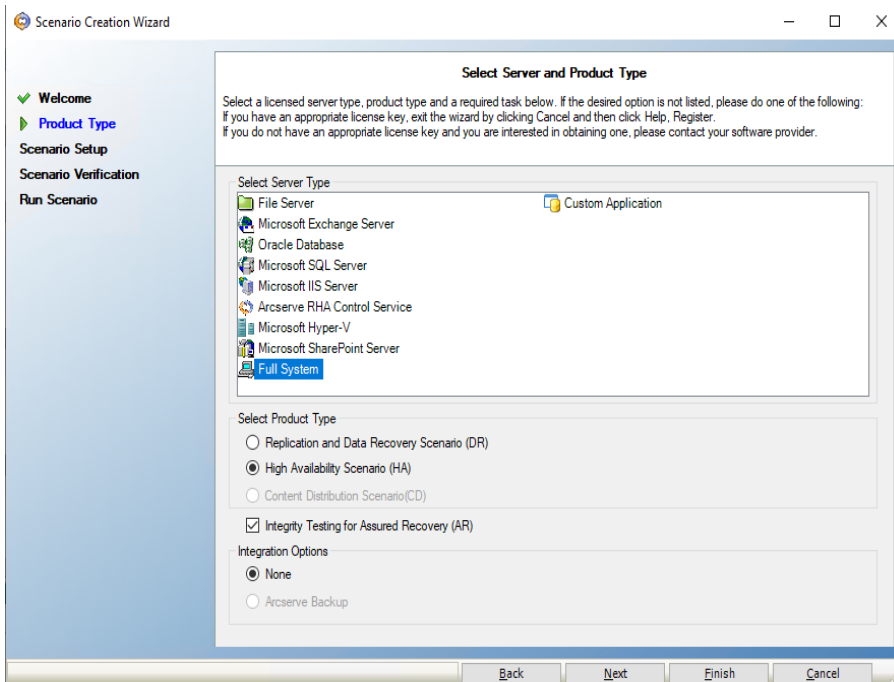 Scenario Creation Wizard
Welcome
Product Type
Scenario Setup
Scenario Verification
Run Scenario
Select Server and Product Type
Select a licensed server type, product type and a required task below. If the desired option is not listed, please do one of the following:
If you have an appropriate license key, exit the wizard by clicking Cancel and then click Help, Register.
If you do not have an appropriate license key and you are interested in obtaining one, please contact your software provider.
Select Server Type
File Server
Microsoft Exchange Server
Oracle Database
Microsoft SQL Server
Microsoft IIS Server
Arcserve RHA Control Service
Microsoft Hyper-V
Microsoft SharePoint Server
Full System
Custom Application
Select Product Type
Replication and Data Recovery Scenario (DR)
High Availability Scenario (HA)
Content Distribution Scenario(CD)
Integrity Testing for Assured Recovery (AR)
Integration Options
None
Arcserve Backup
Back
Next
Finish
Cancel